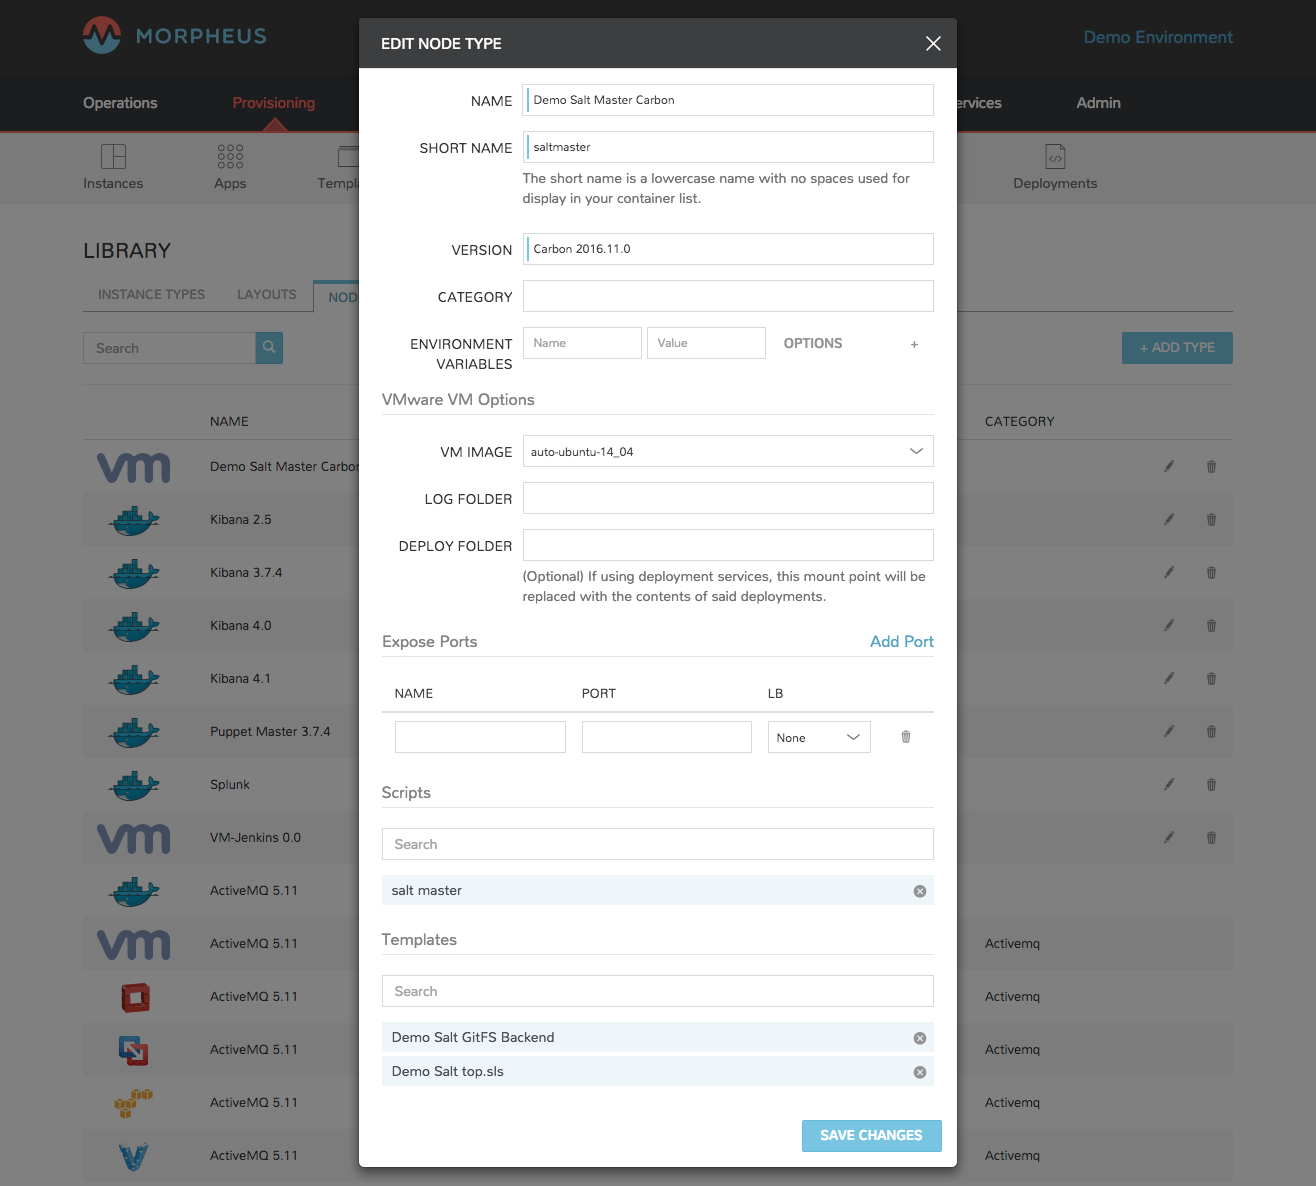 MORPHEUS
Demo Environment
Operations
Provisioning
ervices
Admin
Instances
Apps
Templa
Deployments
LIBRARY
INSTANCE TYPES
LAYOUTS
NOD
Search
+ ADD TYPE
NAME
CATEGORY
vm Demo Salt Master Carbon
Kibana 2.5
Kibana 3.7.4
Kibana 4.0
Kibana 4.1
Puppet Master 3.7.4
Splunk
vm VM-Jenkins 0.0
ActiveMQ 5.11
vm ActiveMQ 5.11 Activemq
ActiveMQ 5.11 Activemq
ActiveMQ 5.11 Activemq
ActiveMQ 5.11 Activemq
ActiveMQ 5.11 Activemq
EDIT NODE TYPE
NAME Demo Salt Master Carbon
SHORT NAME saltmaster
The short name is a lowercase name with no spaces used for
display in your container list.
VERSION Carbon 2016.11.0
CATEGORY
ENVIRONMENT Name Value OPTIONS +
VARIABLES
VMware VM Options
VM IMAGE auto-ubuntu-14_04
LOG FOLDER
DEPLOY FOLDER
(Optional) If using deployment services, this mount point will be
replaced with the contents of said deployments.
Expose Ports Add Port
NAME PORT LB
None
Scripts
Search
salt master
Templates
Search
Demo Salt GitFS Backend
Demo Salt top.sls
SAVE CHANGES